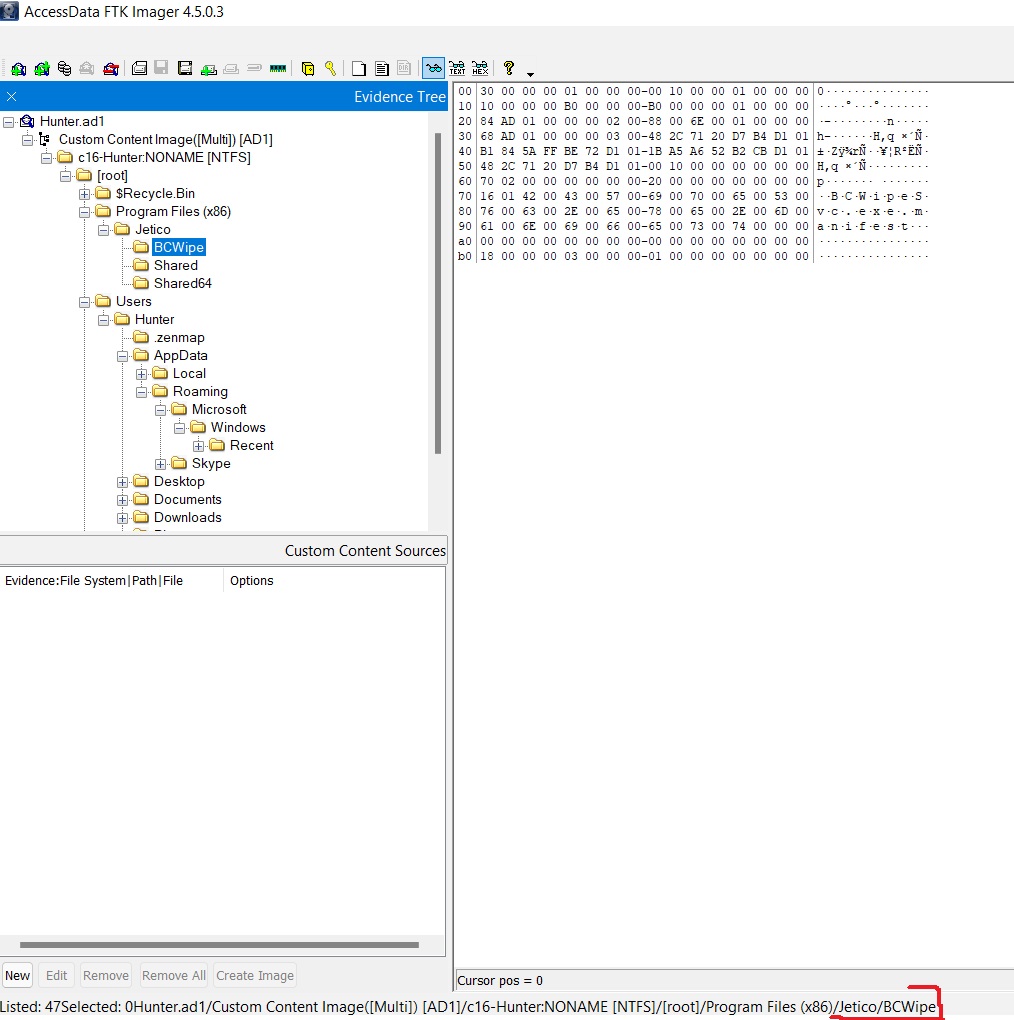 AccessData FTK Imager 4.5.0.3
Evidence Tree
Hunter.ad1
Custom Content Image([Multi]) [AD1]
c16-Hunter:NONAME [NTFS]
[root]
$Recycle.Bin
Program Files (x86)
Jetico
BCWipe
Shared
Shared64
Users
Hunter
.zenmap
AppData
Local
Roaming
Microsoft
Windows
Recent
Skype
Desktop
Documents
Downloads
00 30 00 00 00 01 00 00 00-00 10 00 00 01 00 00 00 0···············
10 10 00 00 00 B0 00 00 00-B0 00 00 00 01 00 00 00 ····°···°·······
20 84 AD 01 00 00 00 02 00-88 00 6E 00 01 00 00 00 ·-········n·····
30 68 AD 01 00 00 00 03 00-48 2C 71 20 D7 B4 D1 01 h-······H,q ×´Ñ·
40 B1 84 5A FF BE 72 D1 01-1B A5 A6 52 B2 CB D1 01 ±·Zÿ¾rÑ··¥¦R²ËÑ·
50 48 2C 71 20 D7 B4 D1 01-00 10 00 00 00 00 00 00 H,q ×´Ñ·········
60 70 02 00 00 00 00 00 00-20 00 00 00 00 00 00 00 p······· ·······
70 16 01 42 00 43 00 57 00-69 00 70 00 65 00 53 00 ··B·C·W·i·p·e·S·
80 76 00 63 00 2E 00 65 00-78 00 65 00 2E 00 6D 00 v·c·.·e·x·e·.·m·
90 61 00 6E 00 69 00 66 00-65 00 73 00 74 00 00 00 a·n·i·f·e·s·t···
a0 00 00 00 00 00 00 00 00-00 00 00 00 00 00 00 00 ················
b0 18 00 00 00 03 00 00 00-01 00 00 00 00 00 00 00 ················
Custom Content Sources
Evidence:File System|Path|File Options
New Edit Remove Remove All Create Image
Cursor pos = 0
Listed: 47Selected: 0Hunter.ad1/Custom Content Image([Multi]) [AD1]/c16-Hunter:NONAME [NTFS]/[root]/Program Files (x86)/Jetico/BCWipe